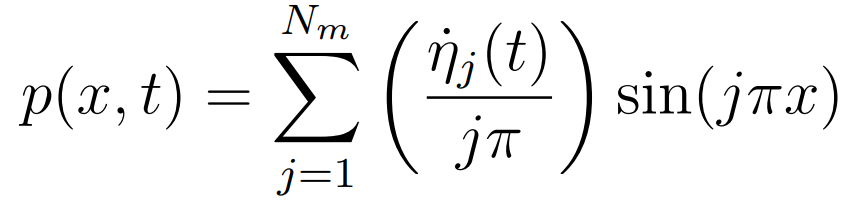 p(x, t) = \sum_{j=1}^{N_m} \left( \frac{\dot{\eta}_j(t)}{j\pi} \right) \sin(j\pi x)